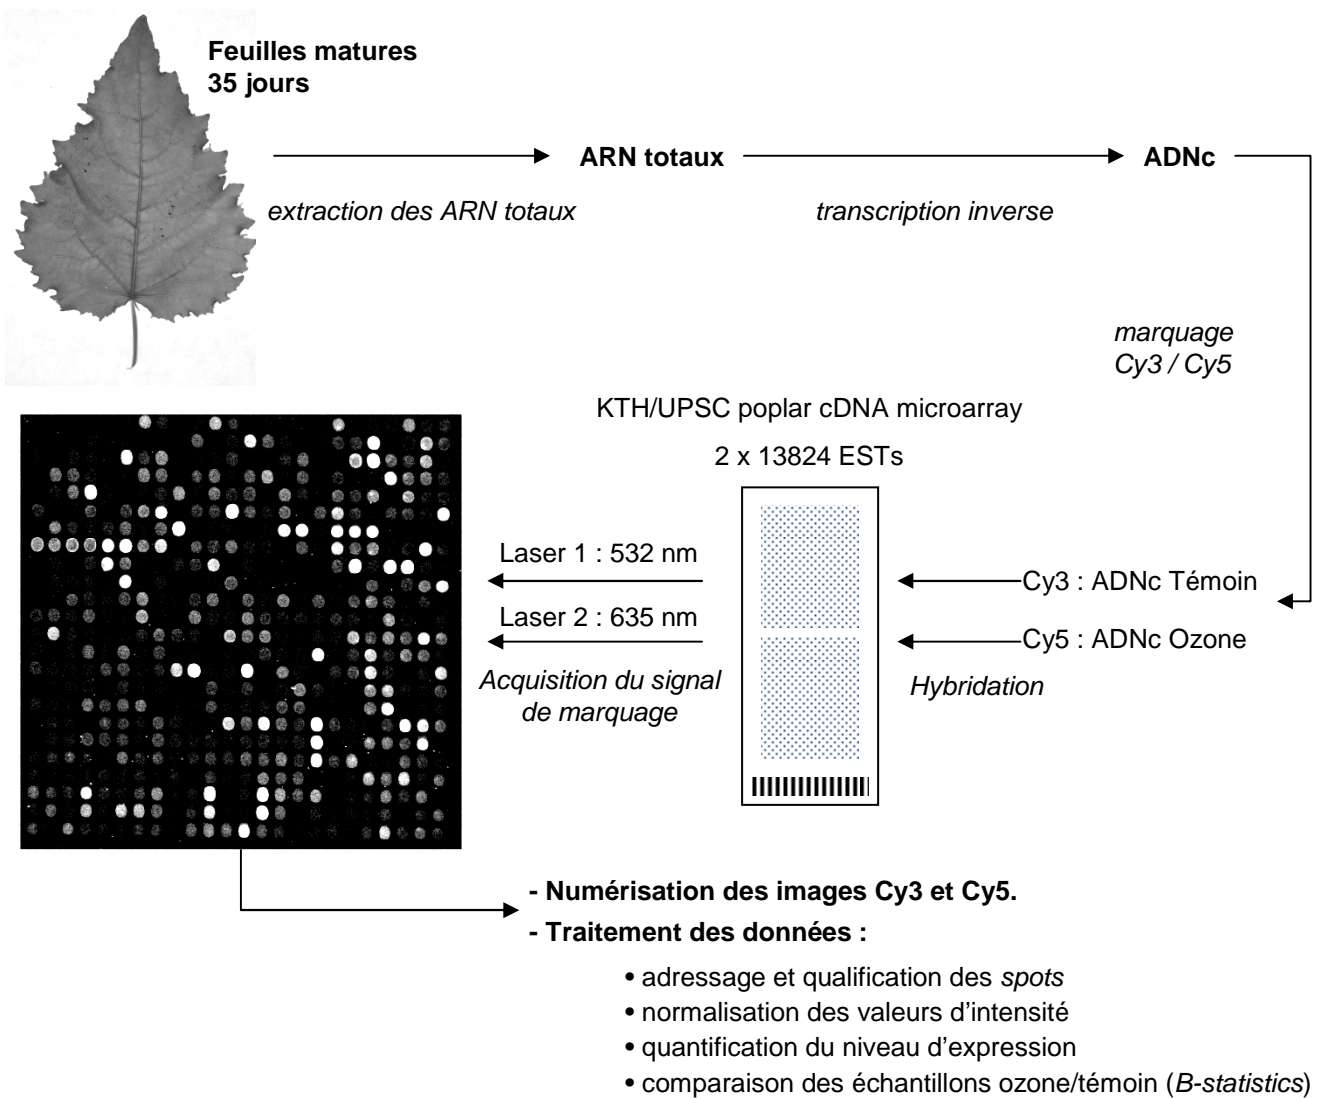 Feuilles matures
35 jours
ARN totaux
ADNc
extraction des ARN totaux
transcription inverse
marquage
Cy3 / Cy5
KTH/UPSC poplar cDNA microarray
2 x 13824 ESTs
Laser 1 : 532 nm
Laser 2 : 635 nm
Acquisition du signal
de marquage
Cy3 : ADNc Témoin
Cy5 : ADNc Ozone
Hybridation
- Numérisation des images Cy3 et Cy5.
- Traitement des données :
• adressage et qualification des spots
• normalisation des valeurs d’intensité
• quantification du niveau d’expression
• comparaison des échantillons ozone/témoin (B-statistics)